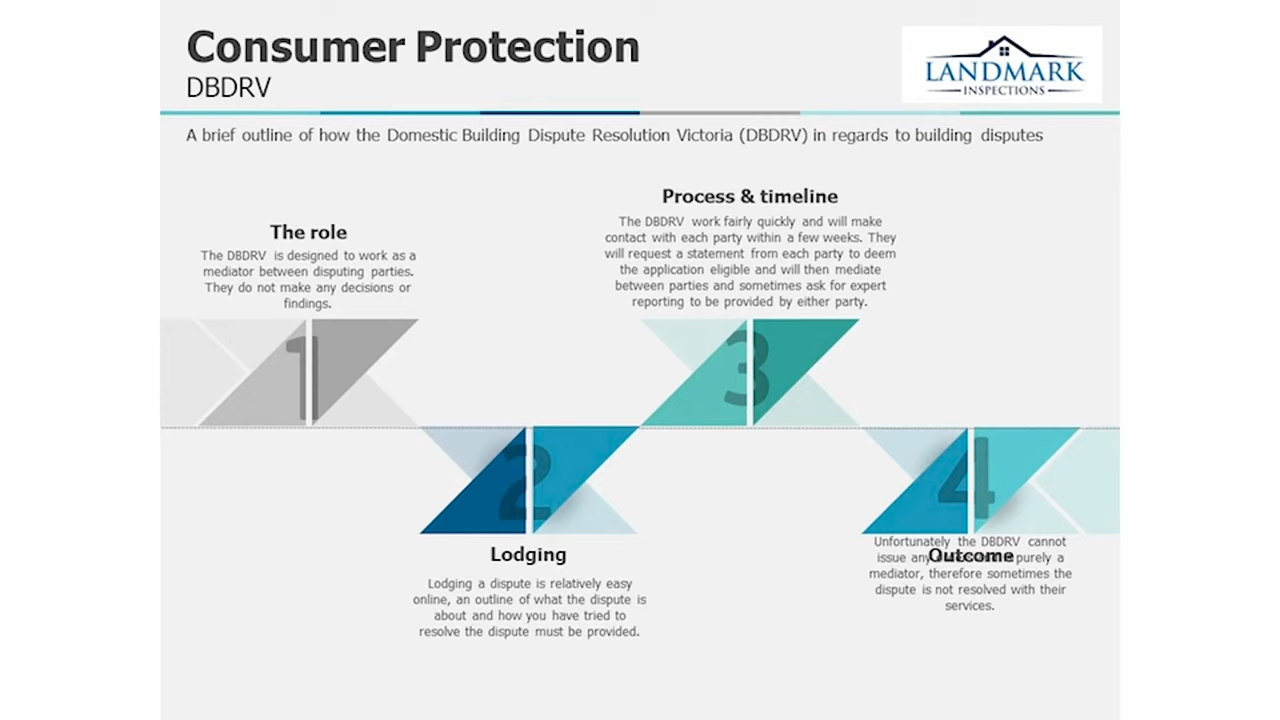 Consumer Protection
DBDRV
LANDMARK
INSPECTIONS
A brief outline of how the Domestic Building Dispute Resolution Victoria (DBDRV) in regards to building disputes
The role
The DBDRV is designed to work as a
mediator between disputing parties.
They do not make any decisions or
findings.
1
2
Lodging
Lodging a dispute is relatively easy
online, an outline of what the dispute is
about and how you have tried to
resolve the dispute must be provided.
Process & timeline
The DBDRV work fairly quickly and will make
contact with each party within a few weeks. They
will request a statement from each party to deem
the application eligible and will then mediate
between parties and sometimes ask for expert
reporting to be provided by either party.
3
4
Outcome
Unfortunately the DBDRV cannot
issue any purely a
mediator, therefore sometimes the
dispute is not resolved with their
services.